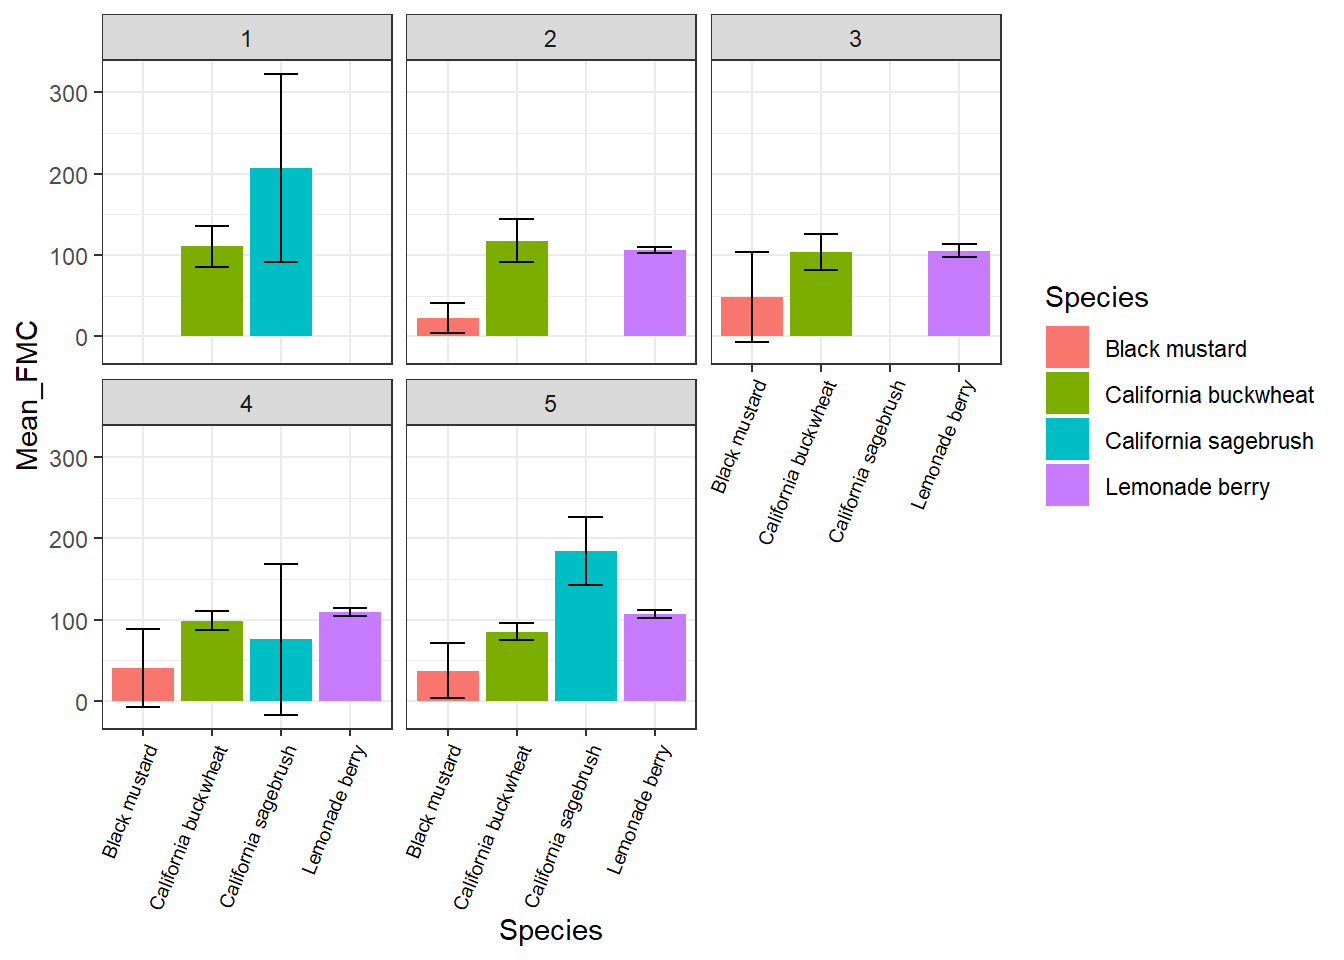 1
2
3
300
200
100
0
Mean_FMC
4
5
300
200
100
0
Black mustard
California buckwheat
California sagebrush
Lemonade berry
Black mustard
California buckwheat
California sagebrush
Lemonade berry
Black mustard
California buckwheat
California sagebrush
Lemonade berry
Species
Species
Black mustard
California buckwheat
California sagebrush
Lemonade berry